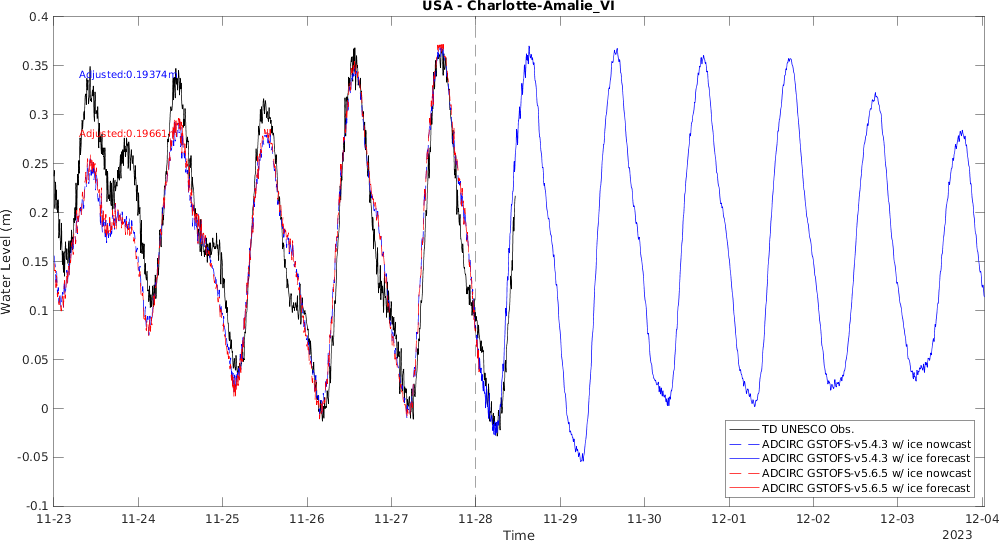 USA - Charlotte-Amalie_VI
0.4
0.35
0.3
0.25
0.2
0.15
0.1
0.05
0
-0.05
-0.1
Water Level (m)
Adjusted:0.19374m
Adjusted:0.19661
TD UNESCO Obs.
ADCIRC GSTOFS-v5.4.3 w/ ice nowcast
ADCIRC GSTOFS-v5.4.3 w/ ice forecast
ADCIRC GSTOFS-v5.6.5 w/ ice nowcast
ADCIRC GSTOFS-v5.6.5 w/ ice forecast
11-23 11-24 11-25 11-26 11-27 11-28 11-29 11-30 12-01 12-02 12-03 12-04
Time
2023